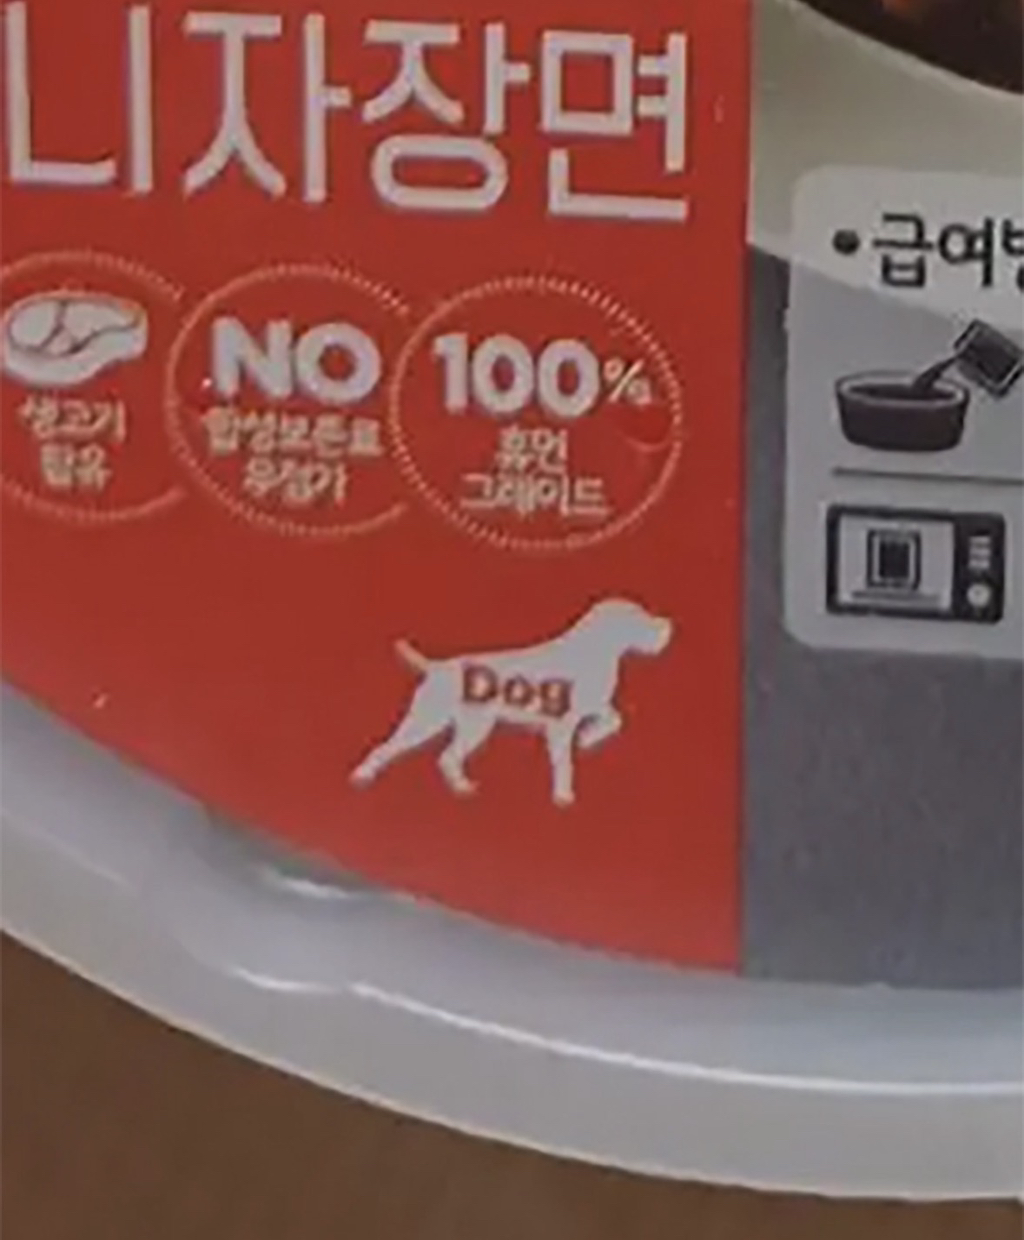 니자장면
생고기
함유
NO
합성보존료
무첨가
100%
휴먼
그레이드
Dog
• 급여방